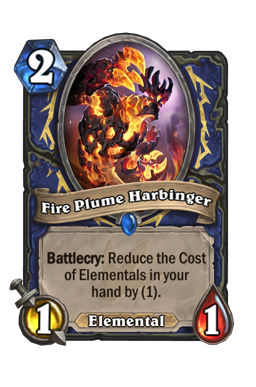 2
Fire Plume Harbinger
Battlecry: Reduce the Cost
of Elementals in your
hand by (1).
1
Elemental
1